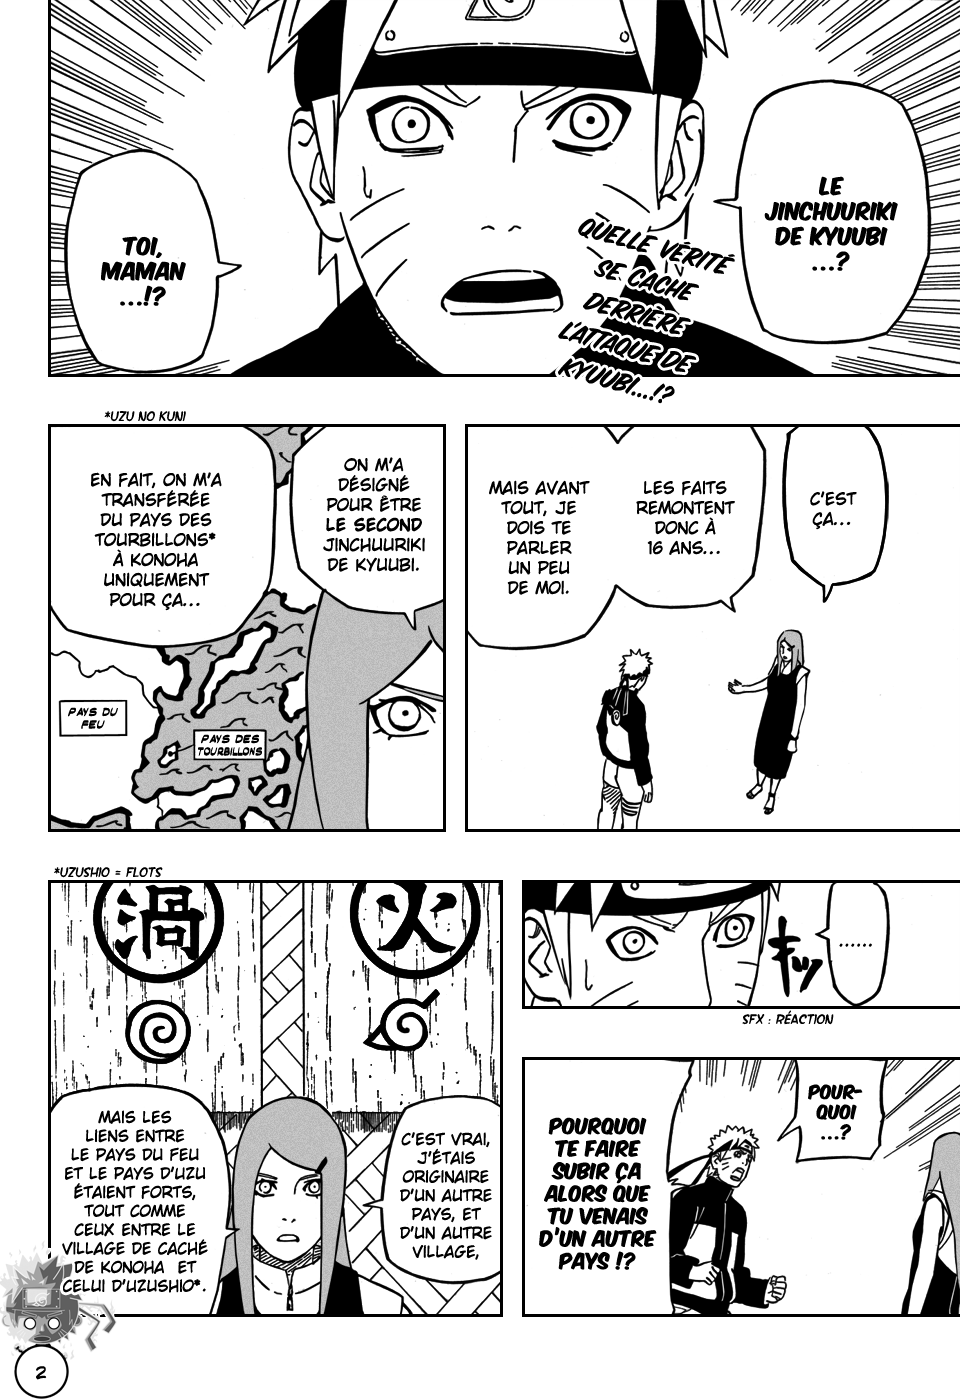 LE
JINCHUURIKI
DE KYUUBI
...?
TOI,
MAMAN
...!?
QUELLE VÉRITÉ
SE CACHE
DERRIÈRE
L'ATTAQUE DE
KYUUBI...!?
C'EST
ÇA...
LES FAITS
REMONTENT
DONC À
16 ANS...
MAIS AVANT
TOUT, JE
DOIS TE
PARLER
UN PEU
DE MOI.
*UZU NO KUNI
ON M'A
DÉSIGNÉ
POUR ÊTRE
LE SECOND
JINCHUURIKI
DE KYUUBI.
EN FAIT, ON M'A
TRANSFÉRÉE
DU PAYS DES
TOURBILLONS*
À KONOHA
UNIQUEMENT
POUR ÇA...
PAYS DU
FEU
PAYS DES
TOURBILLONS
.......
キッ
SFX : RÉACTION
POUR-
QUOI
...?
POURQUOI
TE FAIRE
SUBIR ÇA
ALORS QUE
TU VENAIS
D'UN AUTRE
PAYS !?
*UZUSHIO = FLOTS
火
渦
C'EST VRAI,
J'ÉTAIS
ORIGINAIRE
D'UN AUTRE
PAYS, ET
D'UN AUTRE
VILLAGE,
MAIS LES
LIENS ENTRE
LE PAYS DU FEU
ET LE PAYS D'UZU
ÉTAIENT FORTS,
TOUT COMME
CEUX ENTRE LE
VILLAGE DE CACHÉ
DE KONOHA ET
CELUI D'UZUSHIO*.
2